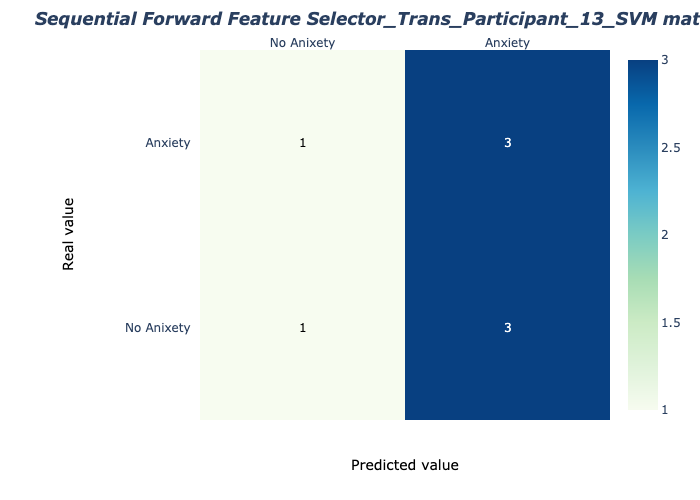 Sequential Forward Feature Selector_Trans_Participant_13_SVM mat
No Anixety Anxiety
3
Anxiety 1 3
2.5
Real value
2
1.5
No Anixety 1 3
1
Predicted value